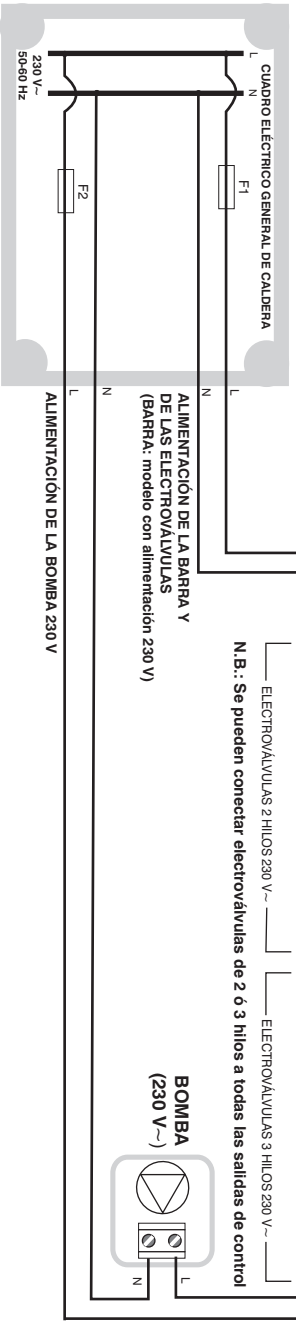 CUADRO ELÉCTRICO GENERAL DE CALDERA
L
N
F1
F2
230 V~
50-60 Hz
L
N
ALIMENTACIÓN DE LA BARRA Y
DE LAS ELECTROVÁLVULAS
(BARRA: modelo con alimentación 230 V)
N
L
ALIMENTACIÓN DE LA BOMBA 230 V
ELECTROVÁLVULAS 2 HILOS 230 V~
ELECTROVÁLVULAS 3 HILOS 230 V~
N.B.: Se pueden conectar electroválvulas de 2 ó 3 hilos a todas las salidas de control
BOMBA
(230 V~)
L
N